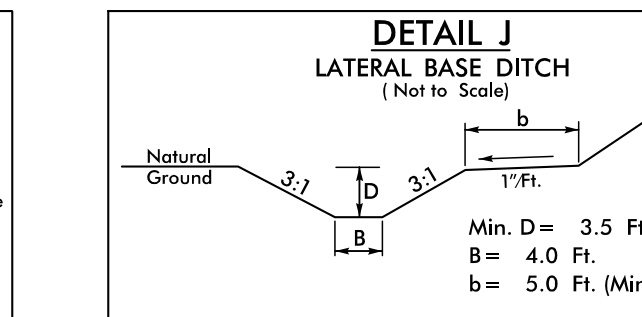 DETAIL J
LATERAL BASE DITCH
( Not to Scale)
b
Natural
Ground
3:1
D
3:1
1"/Ft.
B
Min. D = 3.5 Ft
B = 4.0 Ft.
b = 5.0 Ft. (Min
e